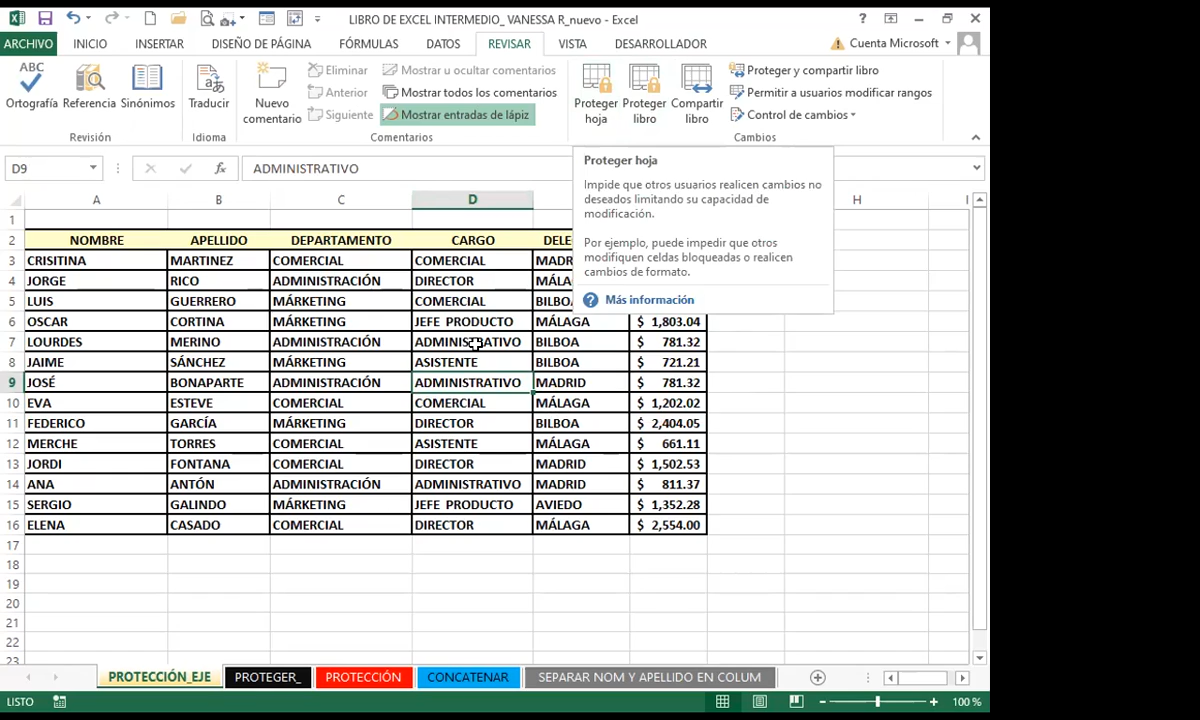 LIBRO DE EXCEL INTERMEDIO_ VANESSA R_nuevo - Excel
?
ARCHIVO INICIO INSERTAR DISEÑO DE PÁGINA FÓRMULAS DATOS REVISAR VISTA DESARROLLADOR Cuenta Microsoft
ABC
Ortografía Referencia Sinónimos
Traducir
Nuevo comentario
Eliminar
Anterior
Siguiente
Mostrar u ocultar comentarios
Mostrar todos los comentarios
Mostrar entradas de lápiz
Proteger hoja
Proteger libro
Compartir libro
Proteger y compartir libro
Permitir a usuarios modificar rangos
Control de cambios
Revisión Idioma Comentarios Cambios
D9 fx ADMINISTRATIVO
Proteger hoja
Impide que otros usuarios realicen cambios no
deseados limitando su capacidad de
modificación.
Por ejemplo, puede impedir que otros
modifiquen celdas bloqueadas o realicen
cambios de formato.
? Más información
A B C D H I
1
2 NOMBRE APELLIDO DEPARTAMENTO CARGO DELE
3 CRISITINA MARTINEZ COMERCIAL COMERCIAL MADR
4 JORGE RICO ADMINISTRACIÓN DIRECTOR MÁLA
5 LUIS GUERRERO MÁRKETING COMERCIAL BILBO
6 OSCAR CORTINA MÁRKETING JEFE PRODUCTO MÁLAGA $ 1,803.04
7 LOURDES MERINO ADMINISTRACIÓN ADMINISTRATIVO BILBOA $ 781.32
8 JAIME SÁNCHEZ MÁRKETING ASISTENTE BILBOA $ 721.21
9 JOSÉ BONAPARTE ADMINISTRACIÓN ADMINISTRATIVO MADRID $ 781.32
10 EVA ESTEVE COMERCIAL COMERCIAL MÁLAGA $ 1,202.02
11 FEDERICO GARCÍA MÁRKETING DIRECTOR BILBOA $ 2,404.05
12 MERCHE TORRES COMERCIAL ASISTENTE MÁLAGA $ 661.11
13 JORDI FONTANA COMERCIAL DIRECTOR MADRID $ 1,502.53
14 ANA ANTÓN ADMINISTRACIÓN ADMINISTRATIVO MADRID $ 811.37
15 SERGIO GALINDO MÁRKETING JEFE PRODUCTO AVIEDO $ 1,352.28
16 ELENA CASADO COMERCIAL DIRECTOR MÁLAGA $ 2,554.00
17
18
19
20
21
22
23
PROTECCIÓN_EJE PROTEGER_ PROTECCIÓN CONCATENAR SEPARAR NOM Y APELLIDO EN COLUM
LISTO 100 %